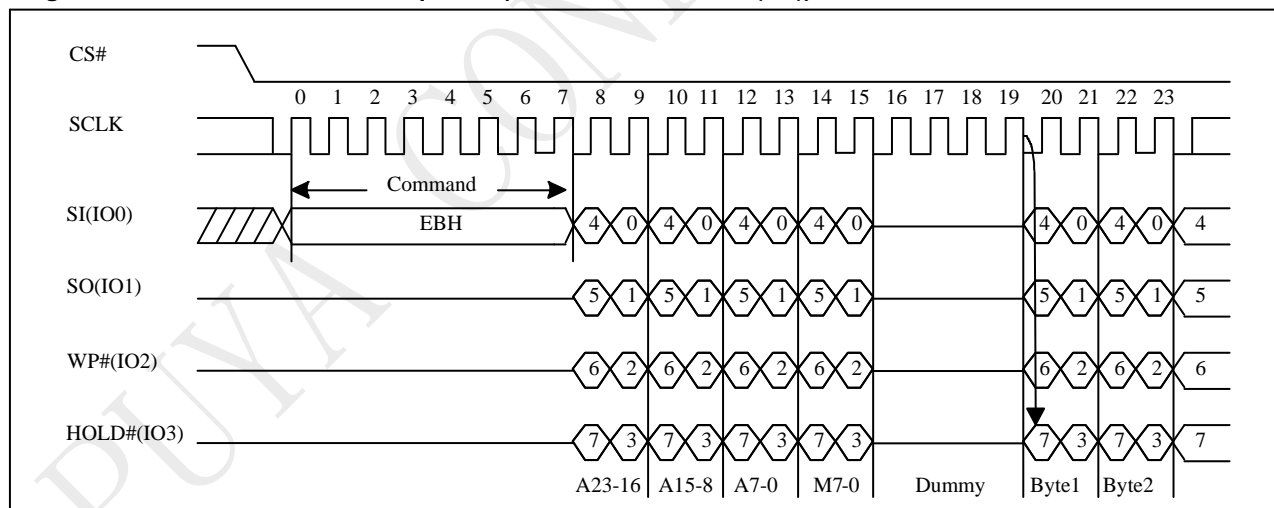 CS#
0 1 2 3 4 5 6 7 8 9 10 11 12 13 14 15 16 17 18 19 20 21 22 23
SCLK
Command
SI(IO0)
EBH
4 0 4 0 4 0 4 0 4 0 4 0 4
SO(IO1)
5 1 5 1 5 1 5 1 5 1 5 1 5
WP#(IO2)
6 2 6 2 6 2 6 2 6 2 6 2 6
HOLD#(IO3)
7 3 7 3 7 3 7 3 7 3 7 3 7
A23-16 A15-8 A7-0 M7-0 Dummy Byte1 Byte2
PUYA